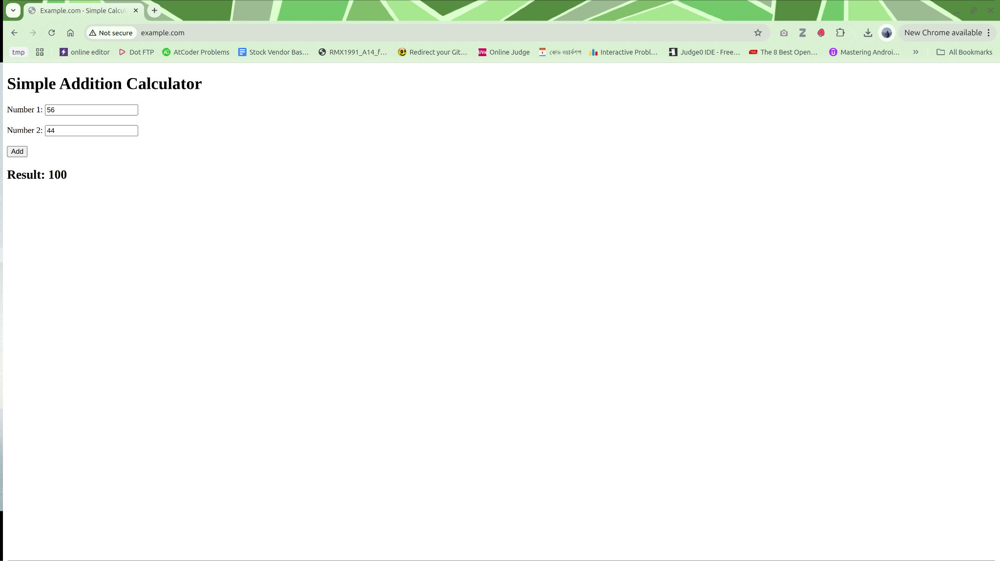 Example.com - Simple Calcul
Not secure example.com New Chrome available
tmp online editor Dot FTP AtCoder Problems Stock Vendor Bas... RMX1991_A14_f... Redirect your Git... Online Judge কোড ওয়ার্কশপ Interactive Probl... Judge0 IDE - Free... The 8 Best Open... Mastering Androi... All Bookmarks
Simple Addition Calculator
Number 1: 56
Number 2: 44
Add
Result: 100